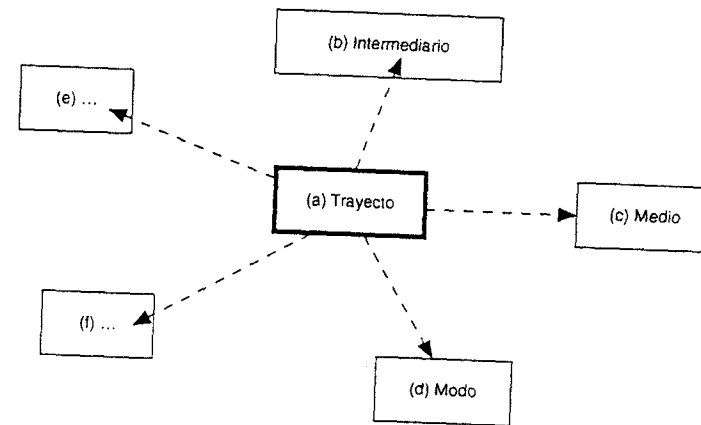 (b) Intermediario
(e) ...
(a) Trayecto
(c) Medio
(f) ...
(d) Modo